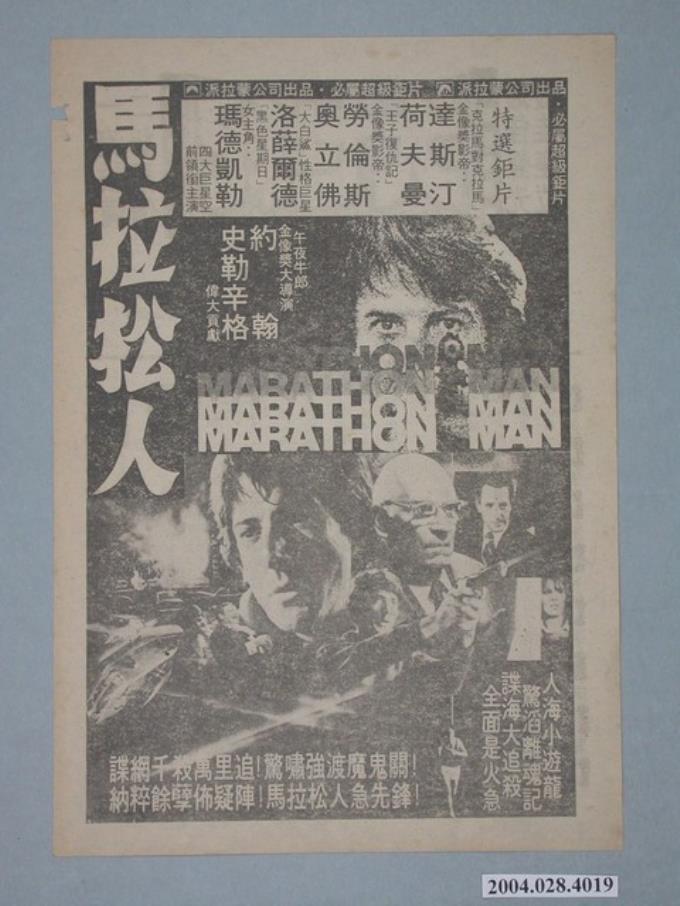 派拉蒙公司出品・必屬超級鉅片 派拉蒙公司出品・必屬超級鉅片
特選鉅片
「克拉馬對克拉馬」
金像獎影帝：
達斯汀
荷夫曼
「王子復仇記」
金像獎影帝：
勞倫斯
奧立佛
「大白鯊」性格巨星
洛薛爾德
「黑色星期日」
女主角：
瑪德凱勒
四大巨星空
前領銜主演
馬拉松人
「午夜牛郎」
金像獎大導演
約翰
史勒辛格
偉大貢獻
MARATHON MAN
MARATHON MAN
MARATHON MAN
人海小遊龍
驚滔離魂記
諜海大追殺
全面是火急
諜網千殺萬里追！驚嘯強渡魔鬼關！
納粹餘孽佈疑陣！馬拉松人急先鋒！
2004.028.4019